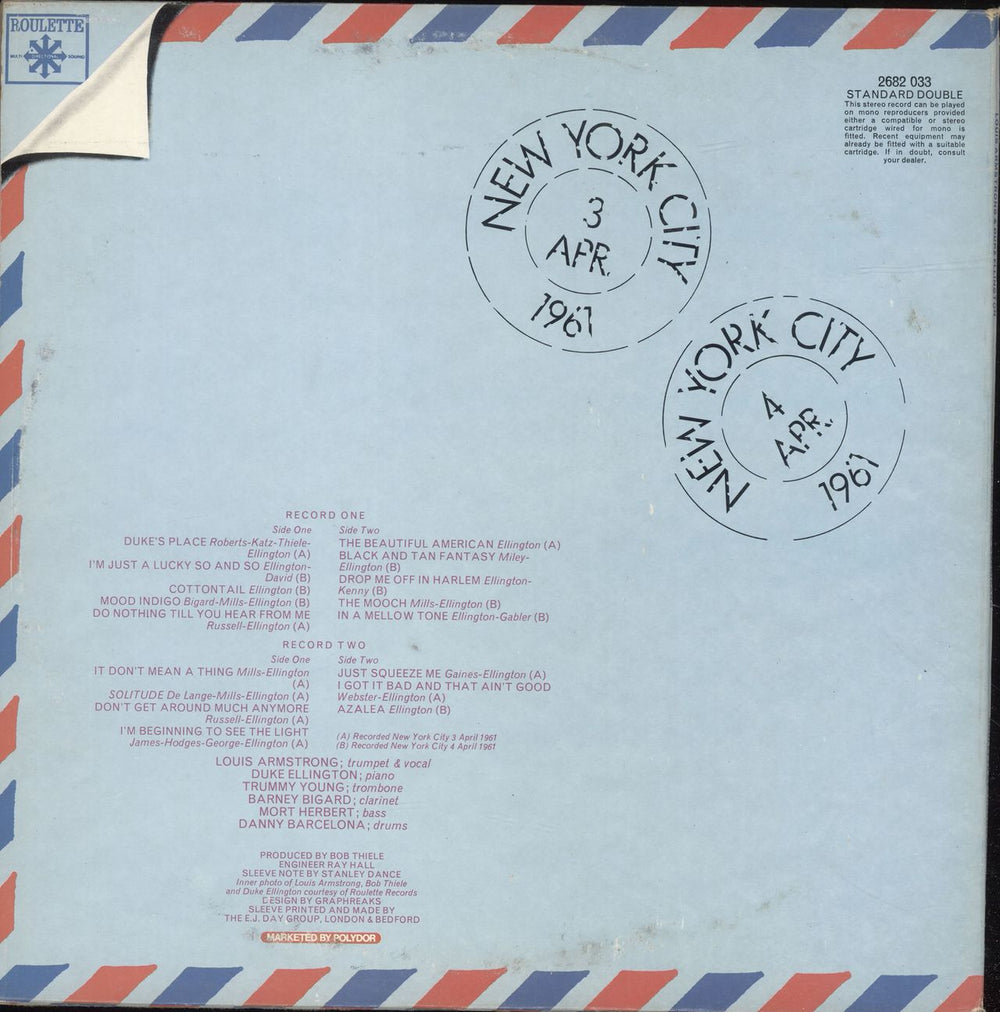 ROULETTE
MULTI DIRECTIONAL SOUND
2682 033
STANDARD DOUBLE
This stereo record can be played
on mono reproducers provided
either a compatible or stereo
cartridge wired for mono is
fitted. Recent equipment may
already be fitted with a suitable
cartridge. If in doubt, consult
your dealer.
NEW YORK CITY
3
APR.
1961
NEW YORK CITY
4
APR.
1961
RECORD ONE
Side One
DUKE'S PLACE Roberts-Katz-Thiele-
Ellington (A)
I'M JUST A LUCKY SO AND SO Ellington-
David (B)
COTTONTAIL Ellington (B)
MOOD INDIGO Bigard-Mills-Ellington (B)
DO NOTHING TILL YOU HEAR FROM ME
Russell-Ellington (A)
Side Two
THE BEAUTIFUL AMERICAN Ellington (A)
BLACK AND TAN FANTASY Miley-
Ellington (B)
DROP ME OFF IN HARLEM Ellington-
Kenny (B)
THE MOOCH Mills-Ellington (B)
IN A MELLOW TONE Ellington-Gabler (B)
RECORD TWO
Side One
IT DON'T MEAN A THING Mills-Ellington
(A)
SOLITUDE De Lange-Mills-Ellington (A)
DON'T GET AROUND MUCH ANYMORE
Russell-Ellington (A)
I'M BEGINNING TO SEE THE LIGHT
James-Hodges-George-Ellington (A)
Side Two
JUST SQUEEZE ME Gaines-Ellington (A)
I GOT IT BAD AND THAT AIN'T GOOD
Webster-Ellington (A)
AZALEA Ellington (B)
(A) Recorded New York City 3 April 1961
(B) Recorded New York City 4 April 1961
LOUIS ARMSTRONG; trumpet & vocal
DUKE ELLINGTON; piano
TRUMMY YOUNG; trombone
BARNEY BIGARD; clarinet
MORT HERBERT; bass
DANNY BARCELONA; drums
PRODUCED BY BOB THIELE
ENGINEER RAY HALL
SLEEVE NOTE BY STANLEY DANCE
Inner photo of Louis Armstrong, Bob Thiele
and Duke Ellington courtesy of Roulette Records
DESIGN BY GRAPHREAKS
SLEEVE PRINTED AND MADE BY
THE E.J. DAY GROUP, LONDON & BEDFORD
MARKETED BY POLYDOR